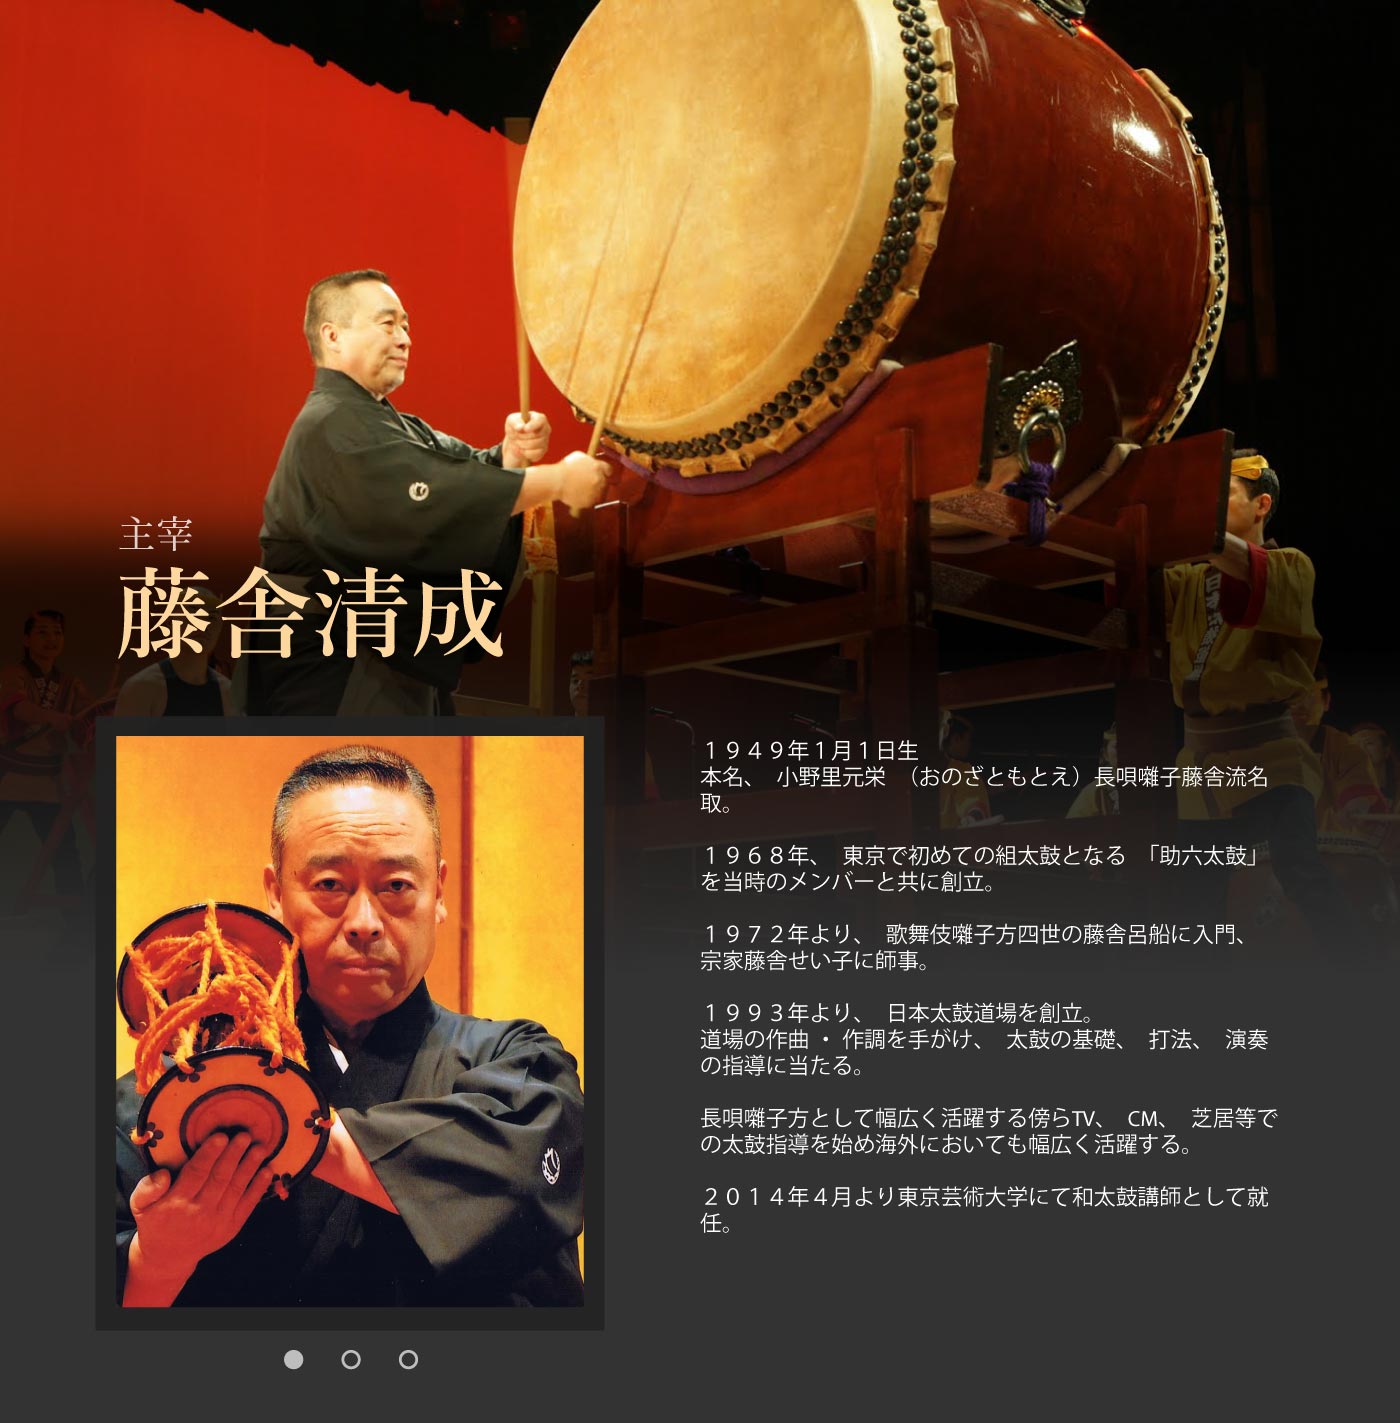 主宰
藤舎清成
１９４９年１月１日生
本名、 小野里元栄 （おのざともとえ）長唄囃子藤舎流名
取。
１９６８年、 東京で初めての組太鼓となる 「助六太鼓」
を当時のメンバーと共に創立。
１９７２年より、 歌舞伎囃子方四世の藤舎呂船に入門、
宗家藤舎せい子に師事。
１９９３年より、 日本太鼓道場を創立。
道場の作曲 ・ 作調を手がけ、 太鼓の基礎、 打法、 演奏
の指導に当たる。
長唄囃子方として幅広く活躍する傍らTV、 CM、 芝居等で
の太鼓指導を始め海外においても幅広く活躍する。
２０１４年４月より東京芸術大学にて和太鼓講師として就
任。